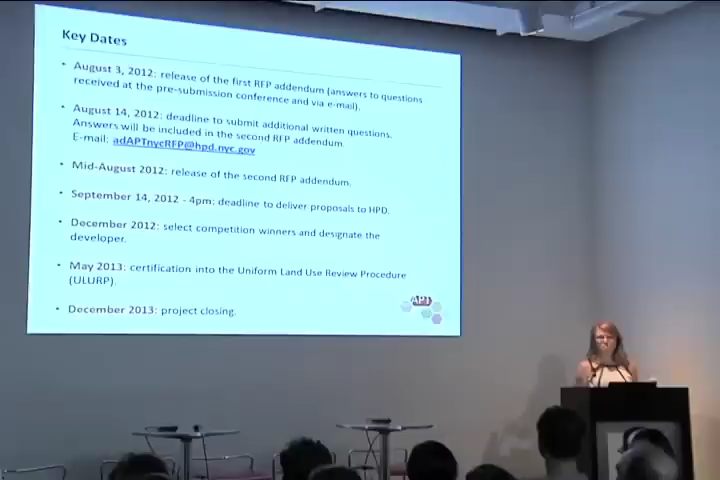 Key Dates
• August 3, 2012: release of the first RFP addendum (answers to questions
received at the pre-submission conference and via e-mail).
• August 14, 2012: deadline to submit additional written questions.
Answers will be included in the second RFP addendum.
E-mail: adAPTnycRFP@hpd.nyc.gov
• Mid-August 2012: release of the second RFP addendum.
• September 14, 2012 - 4pm: deadline to deliver proposals to HPD.
• December 2012: select competition winners and designate the
developer.
• May 2013: certification into the Uniform Land Use Review Procedure
(ULURP).
• December 2013: project closing.
APT